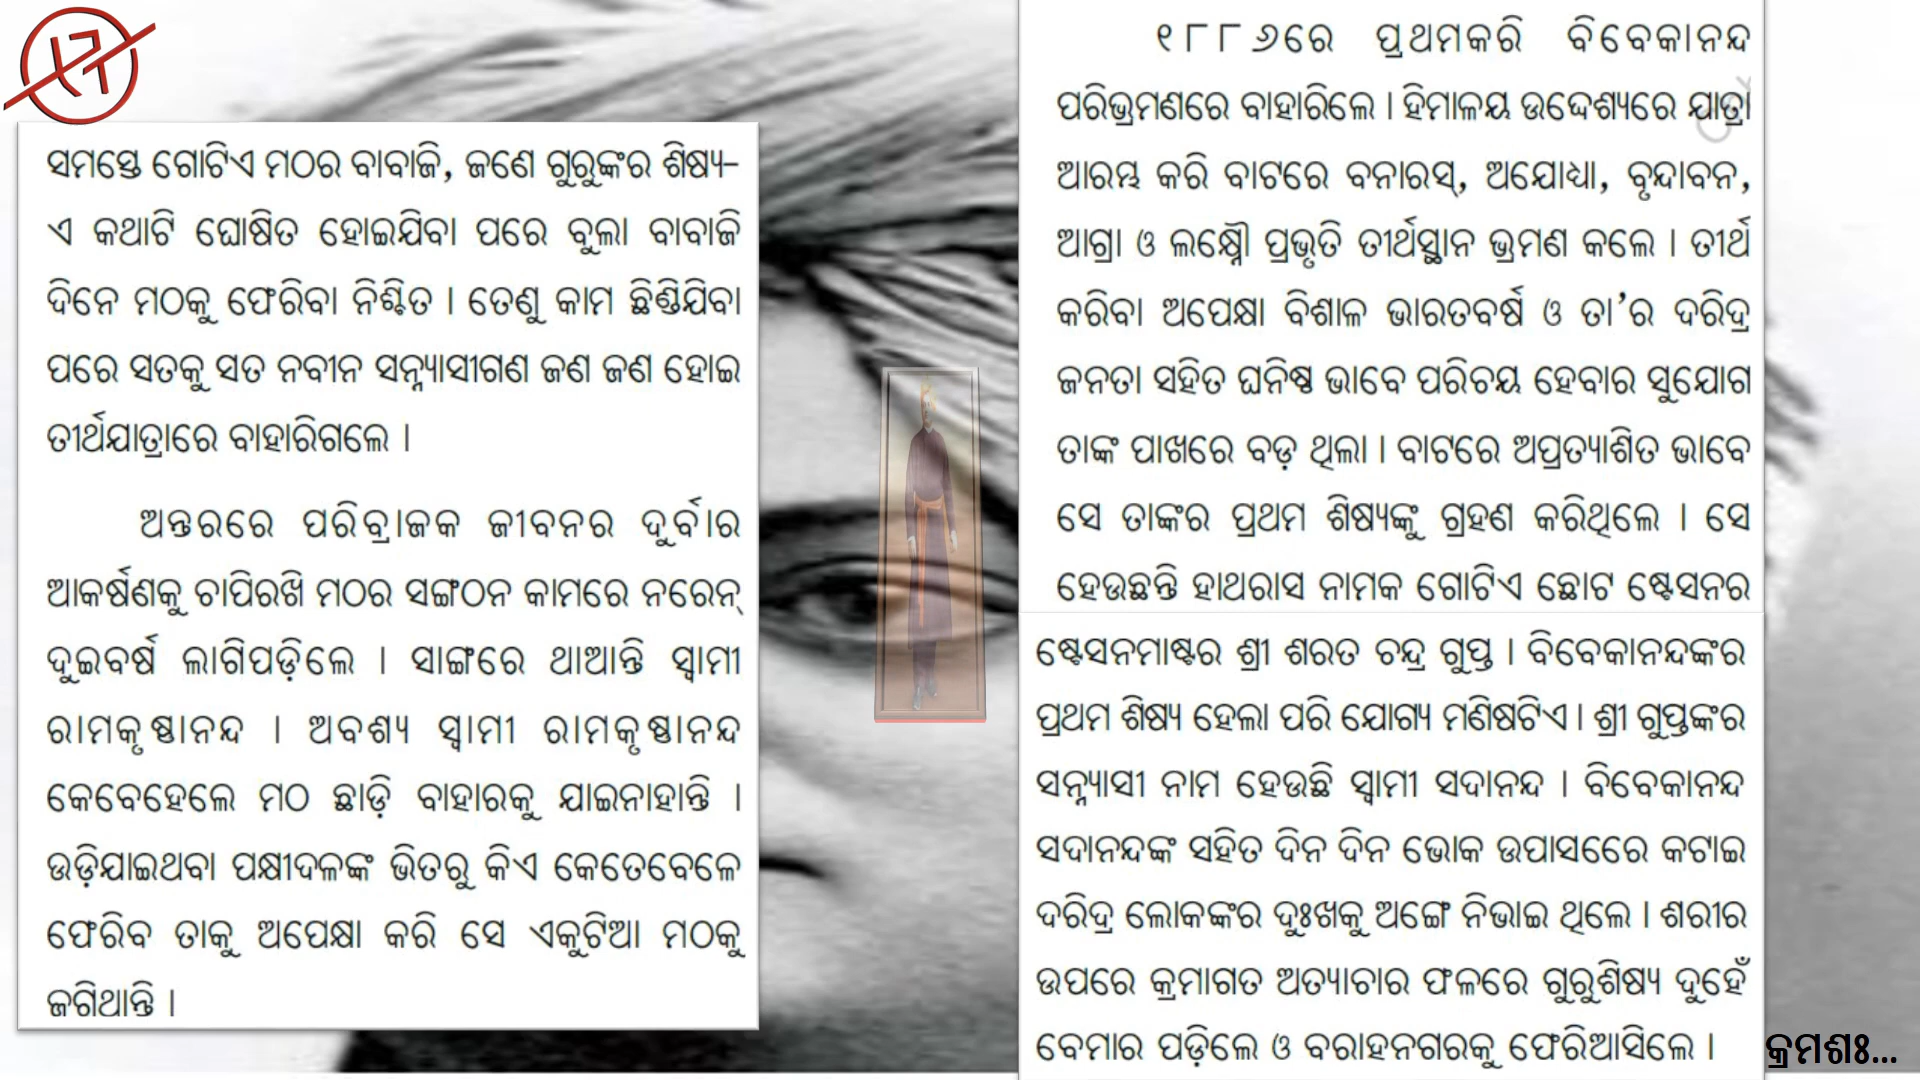 ସମସ୍ତେ ଗୋଟିଏ ମଠର ବାବାଜି, ଜଣେ ଗୁରୁଙ୍କର ଶିଷ୍ୟ–
ଏ କଥାଟି ଘୋଷିତ ହୋଇଯିବା ପରେ ବୁଲା ବାବାଜି
ଦିନେ ମଠକୁ ଫେରିବା ନିଶ୍ଚିତ । ତେଣୁ କାମ ଛିଣ୍ଡିଯିବା
ପରେ ସତକୁ ସତ ନବୀନ ସନ୍ନ୍ୟାସୀଗଣ ଜଣ ଜଣ ହୋଇ
ତୀର୍ଥଯାତ୍ରାରେ ବାହାରିଗଲେ ।
ଅନ୍ତରରେ ପରିବ୍ରାଜକ ଜୀବନର ଦୁର୍ବାର
ଆକର୍ଷଣକୁ ଚାପିରଖି ମଠର ସଙ୍ଗଠନ କାମରେ ନରେନ୍
ଦୁଇବର୍ଷ ଲାଗିପଡ଼ିଲେ । ସାଙ୍ଗରେ ଥାଆନ୍ତି ସ୍ୱାମୀ
ରାମକୃଷ୍ଣାନନ୍ଦ । ଅବଶ୍ୟ ସ୍ୱାମୀ ରାମକୃଷ୍ଣାନନ୍ଦ
କେବେହେଲେ ମଠ ଛାଡ଼ି ବାହାରକୁ ଯାଇନାହାନ୍ତି ।
ଉଡ଼ିଯାଇଥବା ପକ୍ଷୀଦଳଙ୍କ ଭିତରୁ କିଏ କେତେବେଳେ
ଫେରିବ ତାକୁ ଅପେକ୍ଷା କରି ସେ ଏକୁଟିଆ ମଠକୁ
ଜଗିଥାନ୍ତି ।
୧୮୮୬ରେ ପ୍ରଥମକରି ବିବେକାନନ୍ଦ
ପରିଭ୍ରମଣରେ ବାହାରିଲେ । ହିମାଳୟ ଉଦ୍ଦେଶ୍ୟରେ ଯାତ୍ରା
ଆରମ୍ଭ କରି ବାଟରେ ବନାରସ୍, ଅଯୋଧ୍ୟା, ବୃନ୍ଦାବନ,
ଆଗ୍ରା ଓ ଲକ୍ଷ୍ନୌ ପ୍ରଭୃତି ତୀର୍ଥସ୍ଥାନ ଭ୍ରମଣ କଲେ । ତୀର୍ଥ
କରିବା ଅପେକ୍ଷା ବିଶାଳ ଭାରତବର୍ଷ ଓ ତା’ର ଦରିଦ୍ର
ଜନତା ସହିତ ଘନିଷ୍ଠ ଭାବେ ପରିଚୟ ହେବାର ସୁଯୋଗ
ତାଙ୍କ ପାଖରେ ବଡ଼ ଥିଲା । ବାଟରେ ଅପ୍ରତ୍ୟାଶିତ ଭାବେ
ସେ ତାଙ୍କର ପ୍ରଥମ ଶିଷ୍ୟଙ୍କୁ ଗ୍ରହଣ କରିଥିଲେ । ସେ
ହେଉଛନ୍ତି ହାଥରାସ ନାମକ ଗୋଟିଏ ଛୋଟ ଷ୍ଟେସନର
ଷ୍ଟେସନମାଷ୍ଟର ଶ୍ରୀ ଶରତ ଚନ୍ଦ୍ର ଗୁପ୍ତ । ବିବେକାନନ୍ଦଙ୍କର
ପ୍ରଥମ ଶିଷ୍ୟ ହେଲା ପରି ଯୋଗ୍ୟ ମଣିଷଟିଏ । ଶ୍ରୀ ଗୁପ୍ତଙ୍କର
ସନ୍ନ୍ୟାସୀ ନାମ ହେଉଛି ସ୍ୱାମୀ ସଦାନନ୍ଦ । ବିବେକାନନ୍ଦ
ସଦାନନ୍ଦଙ୍କ ସହିତ ଦିନ ଦିନ ଭୋକ ଉପାସରେ କଟାଇ
ଦରିଦ୍ର ଲୋକଙ୍କର ଦୁଃଖକୁ ଅଙ୍ଗେ ନିଭାଇ ଥିଲେ । ଶରୀର
ଉପରେ କ୍ରମାଗତ ଅତ୍ୟାଚାର ଫଳରେ ଗୁରୁଶିଷ୍ୟ ଦୁହେଁ
ବେମାର ପଡ଼ିଲେ ଓ ବରାହନଗରକୁ ଫେରିଆସିଲେ ।
କ୍ରମଶଃ...